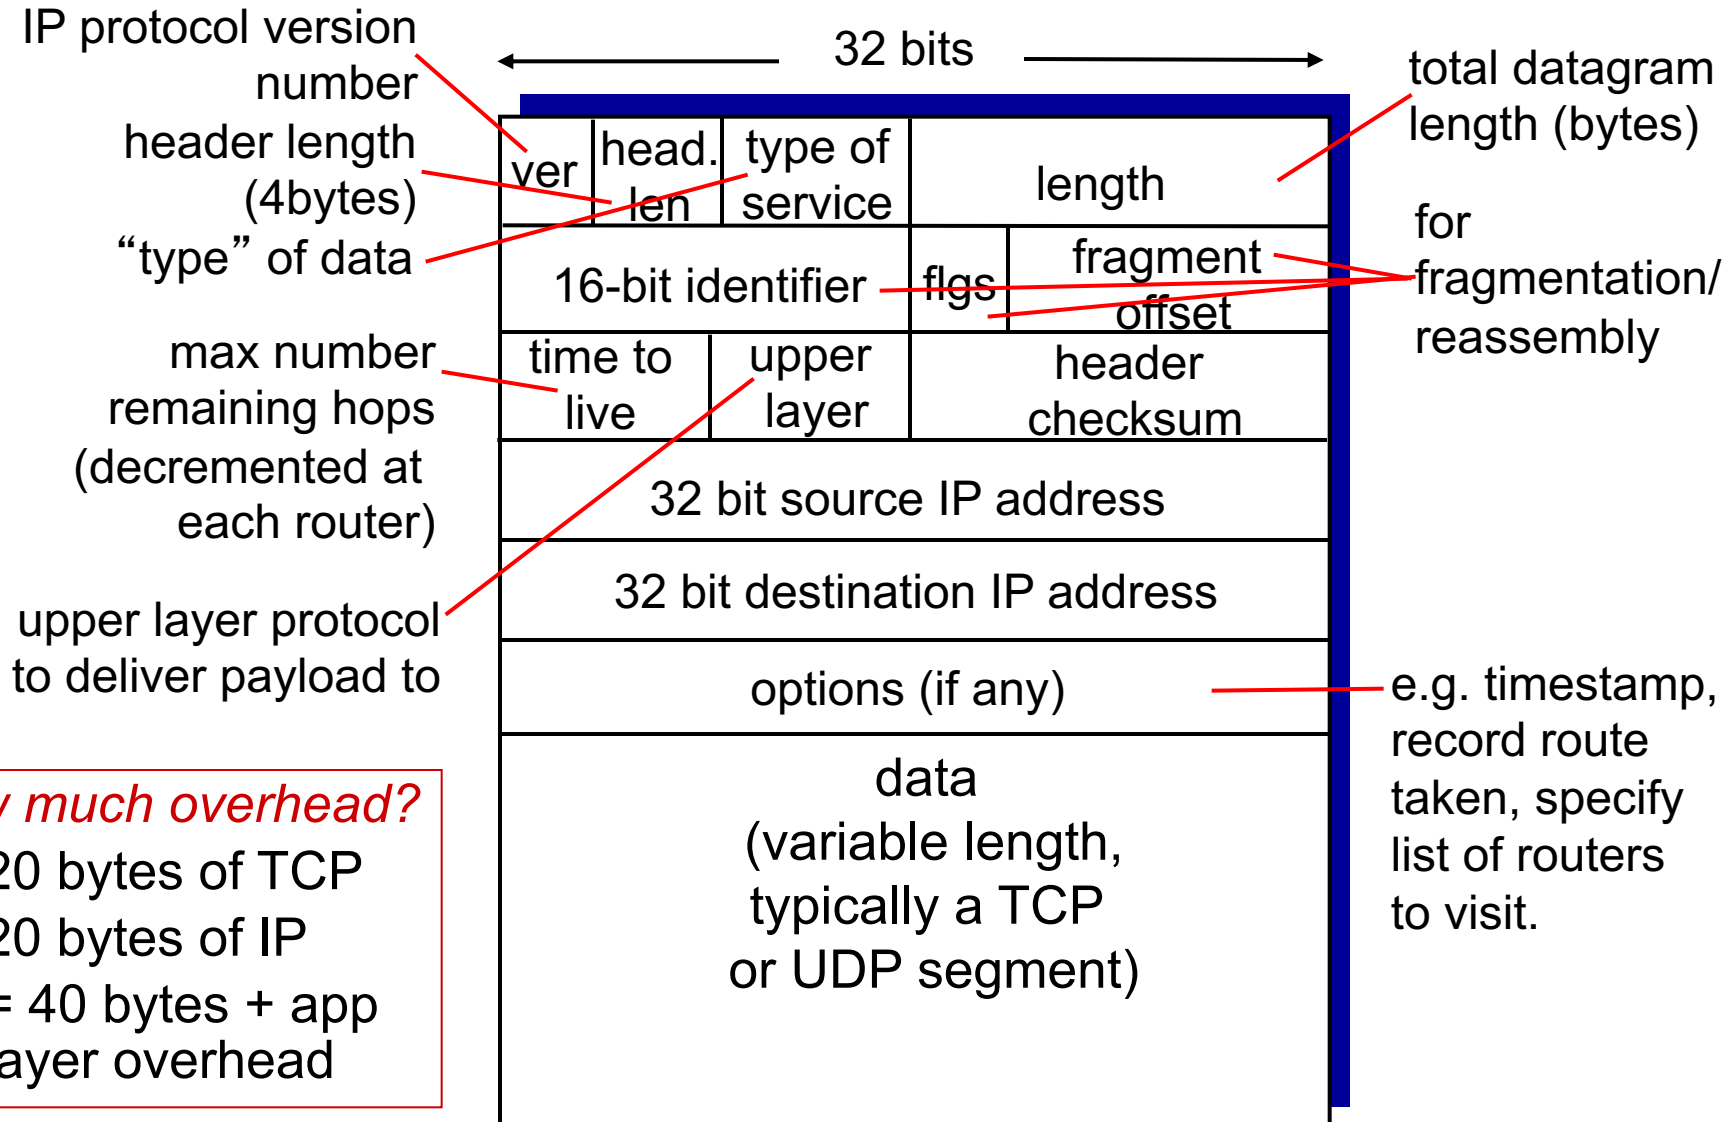 IP protocol version
number
header length
(4bytes)
“type” of data
max number
remaining hops
(decremented at
each router)
upper layer protocol
to deliver payload to
much overhead?
20 bytes of TCP
20 bytes of IP
= 40 bytes + app
overhead
32 bits
ver
head.
len
type of
service
length
16-bit identifier
flgs
fragment
offset
time to
live
upper
layer
header
checksum
32 bit source IP address
32 bit destination IP address
options (if any)
data
(variable length,
typically a TCP
or UDP segment)
total datagram
length (bytes)
for
fragmentation/
reassembly
e.g. timestamp,
record route
taken, specify
list of routers
to visit.